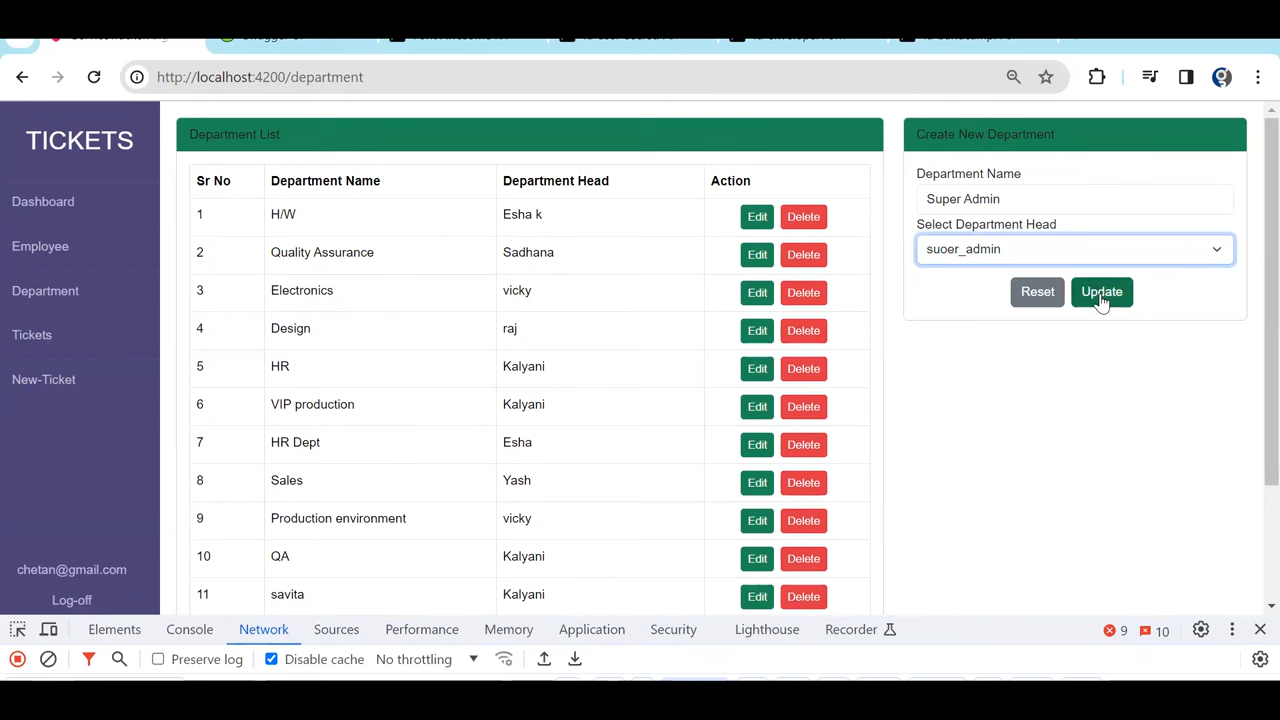 http://localhost:4200/department
TICKETS
Dashboard
Employee
Department
Tickets
New-Ticket
chetan@gmail.com
Log-off
Department List
Sr No Department Name Department Head Action
1 H/W Esha k Edit Delete
2 Quality Assurance Sadhana Edit Delete
3 Electronics vicky Edit Delete
4 Design raj Edit Delete
5 HR Kalyani Edit Delete
6 VIP production Kalyani Edit Delete
7 HR Dept Esha Edit Delete
8 Sales Yash Edit Delete
9 Production environment vicky Edit Delete
10 QA Kalyani Edit Delete
11 savita Kalyani Edit Delete
Create New Department
Department Name
Super Admin
Select Department Head
suoer_admin
Reset Update
Elements Console Network Sources Performance Memory Application Security Lighthouse Recorder 9 10
Preserve log Disable cache No throttling